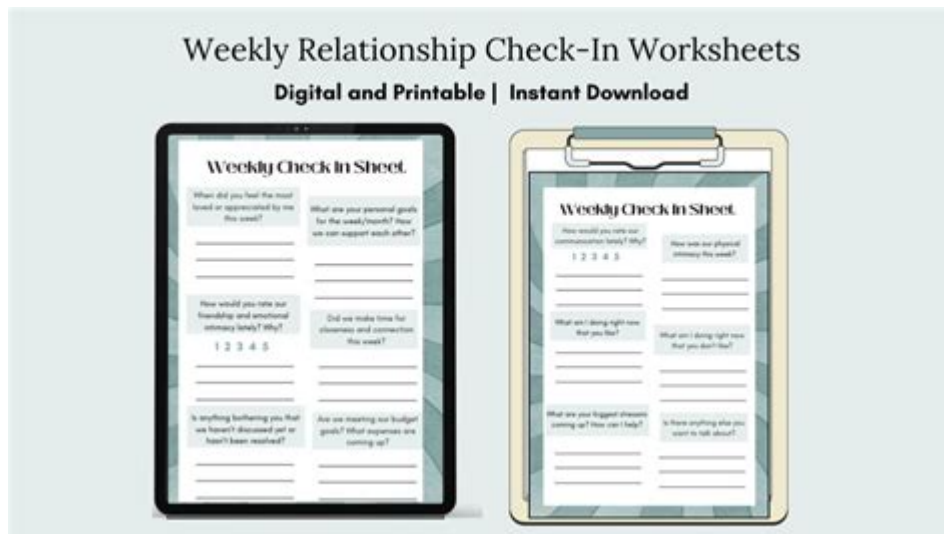 Weekly Relationship Check-In Worksheets
Digital and Printable | Instant Download
Weekly Check In Sheet
When did you feel the most
loved or appreciated by me
this week?
What are your personal goals
for the week/month? How
we can support each other?
How would you rate our
friendship and emotional
intimacy lately? Why?
1 2 3 4 5
Did we make time for
closeness and connection
this week?
Is anything bothering you that
we haven't discussed yet or
hasn't been resolved?
Are we meeting our budget
goals? What expenses are
coming up?
Weekly Check In Sheet
How would you rate our
communication lately? Why?
1 2 3 4 5
How was our physical
intimacy this week?
What am I doing right now
that you like?
What am I doing right now
that you don't like?
What are your biggest stresses
coming up? How can I help?
Is there anything else you
want to talk about?